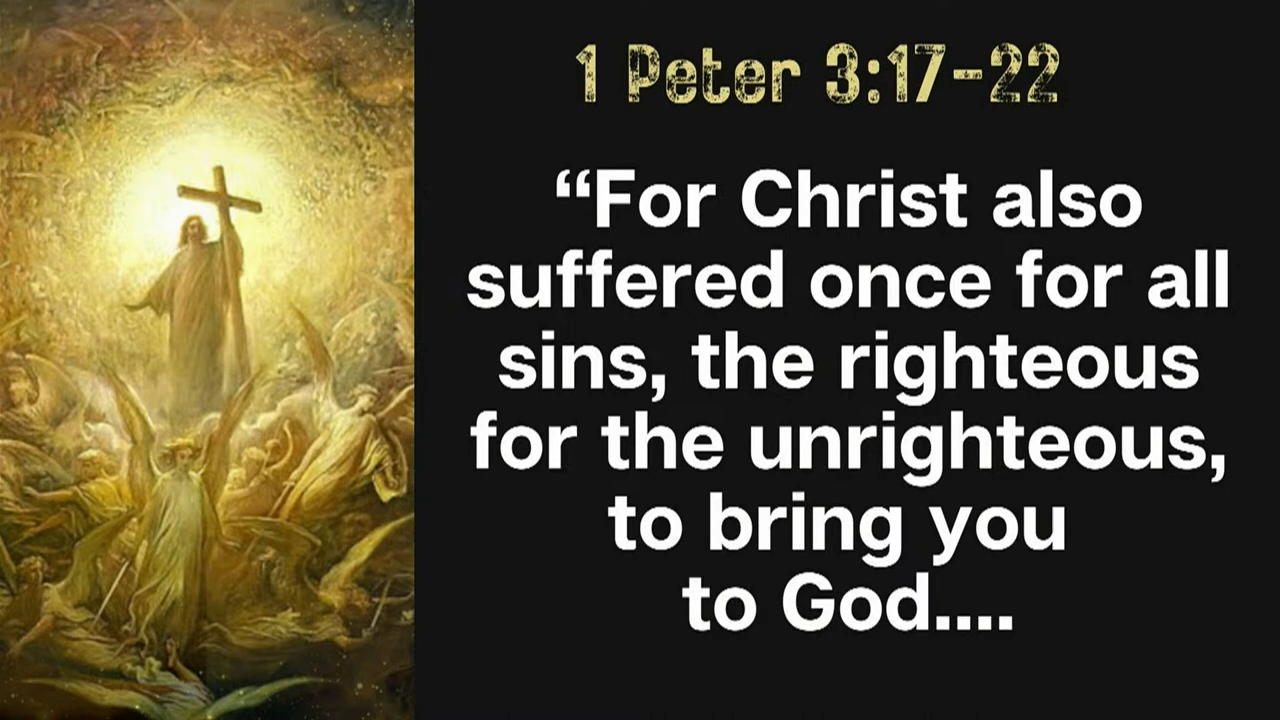 1 Peter 3:17-22
“For Christ also
suffered once for all
sins, the righteous
for the unrighteous,
to bring you
to God....